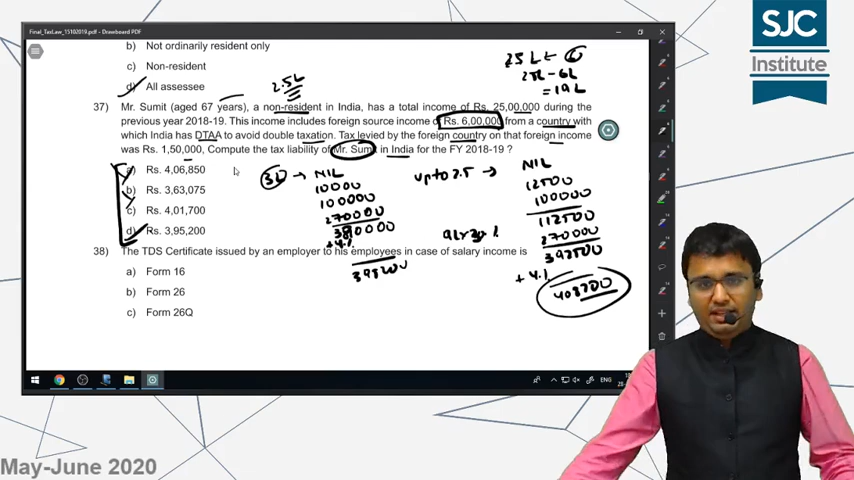 Final_TaxLaw_15102019.pdf - Drawboard PDF
SJC
Institute
b) Not ordinarily resident only
c) Non-resident
d) All assessee
25 L ← 6
25L - 6L
= 19L
2.5L
37) Mr. Sumit (aged 67 years), a non-resident in India, has a total income of Rs. 25,00,000 during the
previous year 2018-19. This income includes foreign source income of Rs. 6,00,000 from a country with
which India has DTAA to avoid double taxation. Tax levied by the foreign country on that foreign income
was Rs. 1,50,000, Compute the tax liability of Mr. Sumit in India for the FY 2018-19 ?
a) Rs. 4,06,850
b) Rs. 3,63,075
c) Rs. 4,01,700
d) Rs. 3,95,200
→ NIL
10000
100000
270000
380000
+4%
395200
upto 2.5 → NIL
12500
100000
112500
270000
+ 4%
38) The TDS Certificate issued by an employer to his employees in case of salary income is
a) Form 16
b) Form 26
c) Form 26Q
ENG
May-June 2020